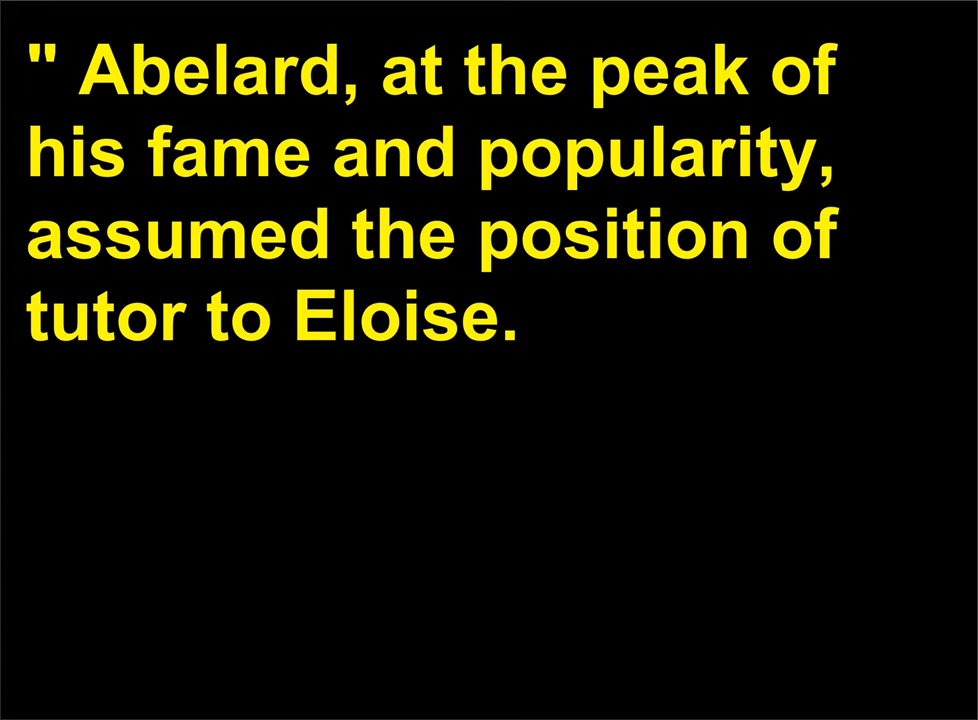 " Abelard, at the peak of
his fame and popularity,
assumed the position of
tutor to Eloise.